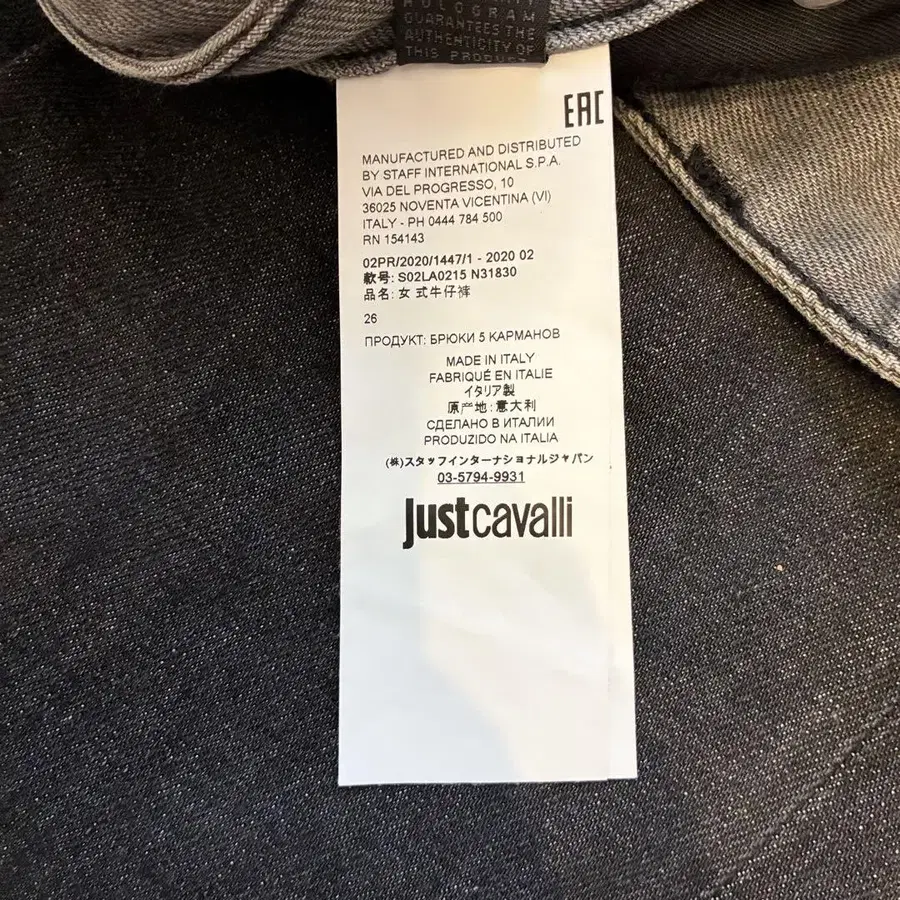 HOLOGRAM
GUARANTEES THE
AUTHENTICITY OF
THIS PRODUCT
EAC
MANUFACTURED AND DISTRIBUTED
BY STAFF INTERNATIONAL S.P.A.
VIA DEL PROGRESSO, 10
36025 NOVENTA VICENTINA (VI)
ITALY - PH 0444 784 500
RN 154143
02PR/2020/1447/1 - 2020 02
款号: S02LA0215 N31830
品名: 女 式牛仔裤
26
ПРОДУКТ: БРЮКИ 5 КАРМАНОВ
MADE IN ITALY
FABRIQUÉ EN ITALIE
イタリア製
原产地: 意大利
СДЕЛАНО В ИТАЛИИ
PRODUZIDO NA ITALIA
(株)スタッフインターナショナルジャパン
03-5794-9931
justcavalli